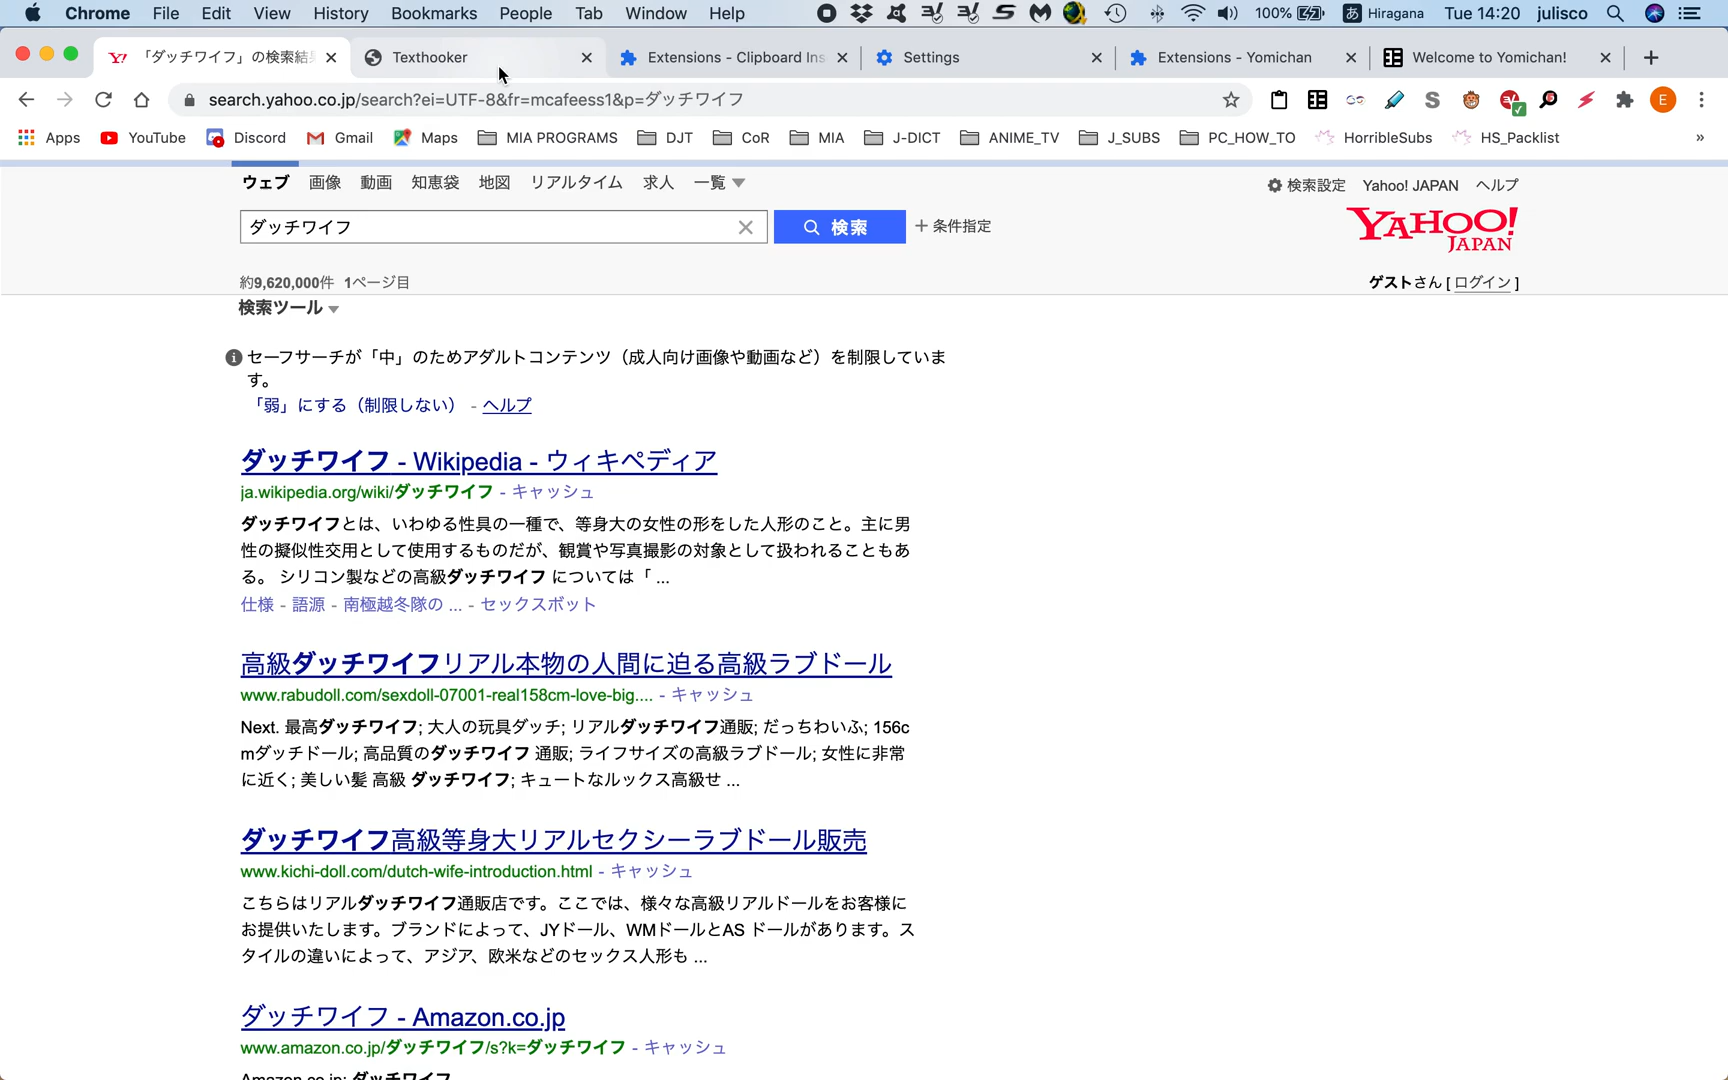 Chrome File Edit View History Bookmarks People Tab Window Help 100% あ Hiragana Tue 14:20 julisco
「ダッチワイフ」の検索結 Texthooker Extensions - Clipboard Ins Settings Extensions - Yomichan Welcome to Yomichan!
search.yahoo.co.jp/search?ei=UTF-8&fr=mcafeess1&p=ダッチワイフ E
Apps YouTube Discord Gmail Maps MIA PROGRAMS DJT CoR MIA J-DICT ANIME_TV J_SUBS PC_HOW_TO HorribleSubs HS_Packlist »
ウェブ 画像 動画 知恵袋 地図 リアルタイム 求人 一覧 検索設定 Yahoo! JAPAN ヘルプ
ダッチワイフ 検索 +条件指定
YAHOO!
JAPAN
約9,620,000件 1ページ目 ゲストさん [ ログイン ]
検索ツール
セーフサーチが「中」のためアダルトコンテンツ（成人向け画像や動画など）を制限していま
す。
「弱」にする（制限しない） - ヘルプ
ダッチワイフ - Wikipedia - ウィキペディア
ja.wikipedia.org/wiki/ダッチワイフ - キャッシュ
ダッチワイフとは、いわゆる性具の一種で、等身大の女性の形をした人形のこと。主に男
性の擬似性交用として使用するものだが、観賞や写真撮影の対象として扱われることもあ
る。 シリコン製などの高級ダッチワイフ については「 ...
仕様 - 語源 - 南極越冬隊の ... - セックスボット
高級ダッチワイフリアル本物の人間に迫る高級ラブドール
www.rabudoll.com/sexdoll-07001-real158cm-love-big.... - キャッシュ
Next. 最高ダッチワイフ; 大人の玩具ダッチ; リアルダッチワイフ通販; だっちわいふ; 156c
mダッチドール; 高品質のダッチワイフ 通販; ライフサイズの高級ラブドール; 女性に非常
に近く; 美しい髪 高級 ダッチワイフ; キュートなルックス高級せ ...
ダッチワイフ高級等身大リアルセクシーラブドール販売
www.kichi-doll.com/dutch-wife-introduction.html - キャッシュ
こちらはリアルダッチワイフ通販店です。ここでは、様々な高級リアルドールをお客様に
お提供いたします。ブランドによって、JYドール、WMドールとAS ドールがあります。ス
タイルの違いによって、アジア、欧米などのセックス人形も ...
ダッチワイフ - Amazon.co.jp
www.amazon.co.jp/ダッチワイフ/s?k=ダッチワイフ - キャッシュ
Amazon.co.jp: ダッチワイフ